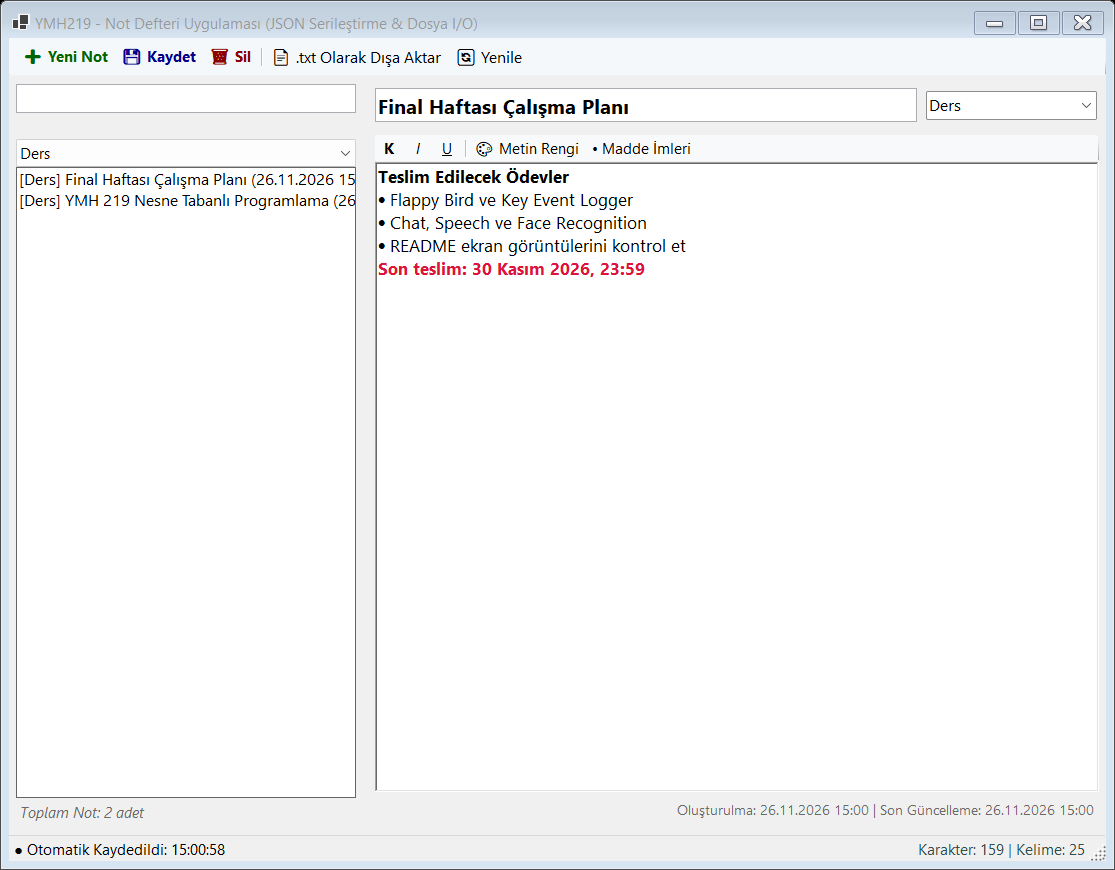 YMH219 - Not Defteri Uygulaması (JSON Serileştirme & Dosya I/O)
Yeni Not Kaydet Sil .txt Olarak Dışa Aktar Yenile
Final Haftası Çalışma Planı Ders
Ders
K I U Metin Rengi • Madde İmleri
[Ders] Final Haftası Çalışma Planı (26.11.2026 15
[Ders] YMH 219 Nesne Tabanlı Programlama (26
Teslim Edilecek Ödevler
• Flappy Bird ve Key Event Logger
• Chat, Speech ve Face Recognition
• README ekran görüntülerini kontrol et
Son teslim: 30 Kasım 2026, 23:59
Toplam Not: 2 adet
Oluşturulma: 26.11.2026 15:00 | Son Güncelleme: 26.11.2026 15:00
● Otomatik Kaydedildi: 15:00:58
Karakter: 159 | Kelime: 25